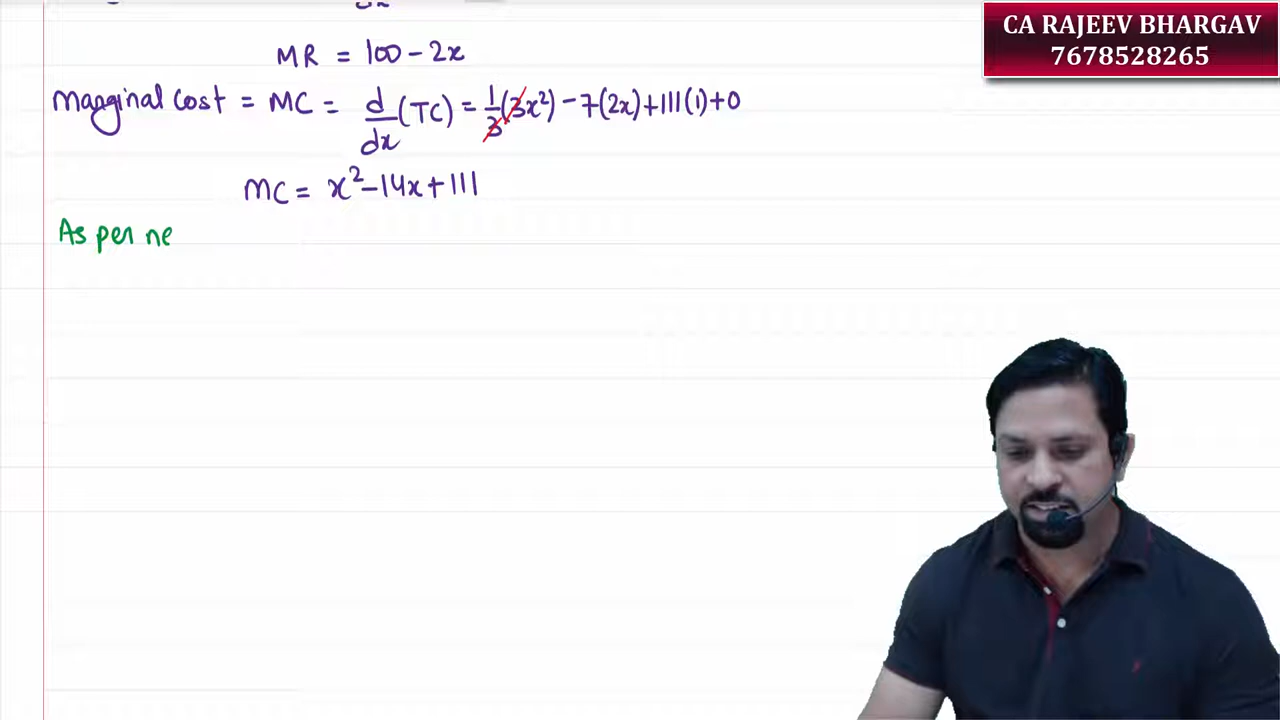 CA RAJEEV BHARGAV
7678528265
MR = 100 - 2x
Marginal Cost = MC = d/dx (TC) = 1/3 (3x²) - 7(2x) + 111(1) + 0
MC = x² - 14x + 111
As per ne